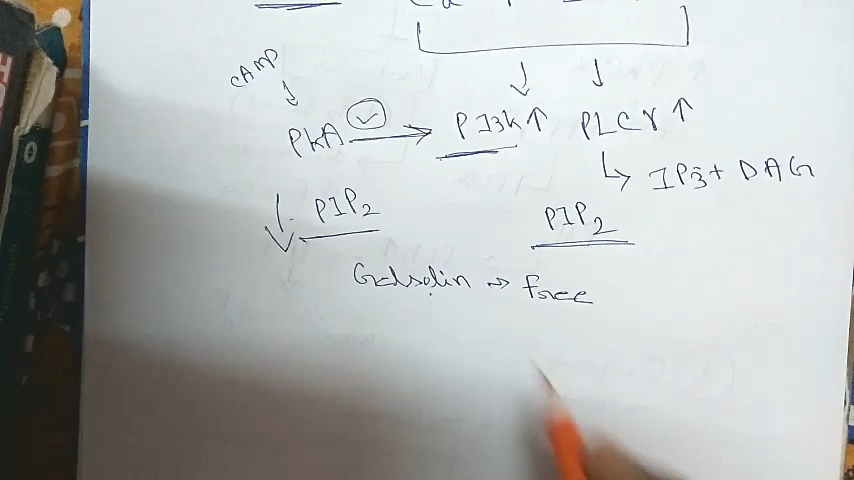 cAMP
PKA → PI3K↑ PLCγ↑
↳ IP3 + DAG
↓ PIP2 PIP2
Gelsolin → free